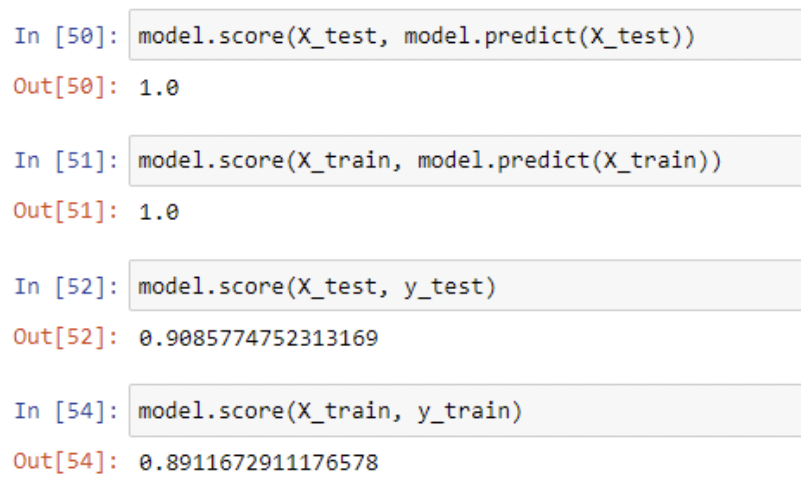 In [50]: model.score(X_test, model.predict(X_test))
Out[50]: 1.0
In [51]: model.score(X_train, model.predict(X_train))
Out[51]: 1.0
In [52]: model.score(X_test, y_test)
Out[52]: 0.9085774752313169
In [54]: model.score(X_train, y_train)
Out[54]: 0.8911672911176578